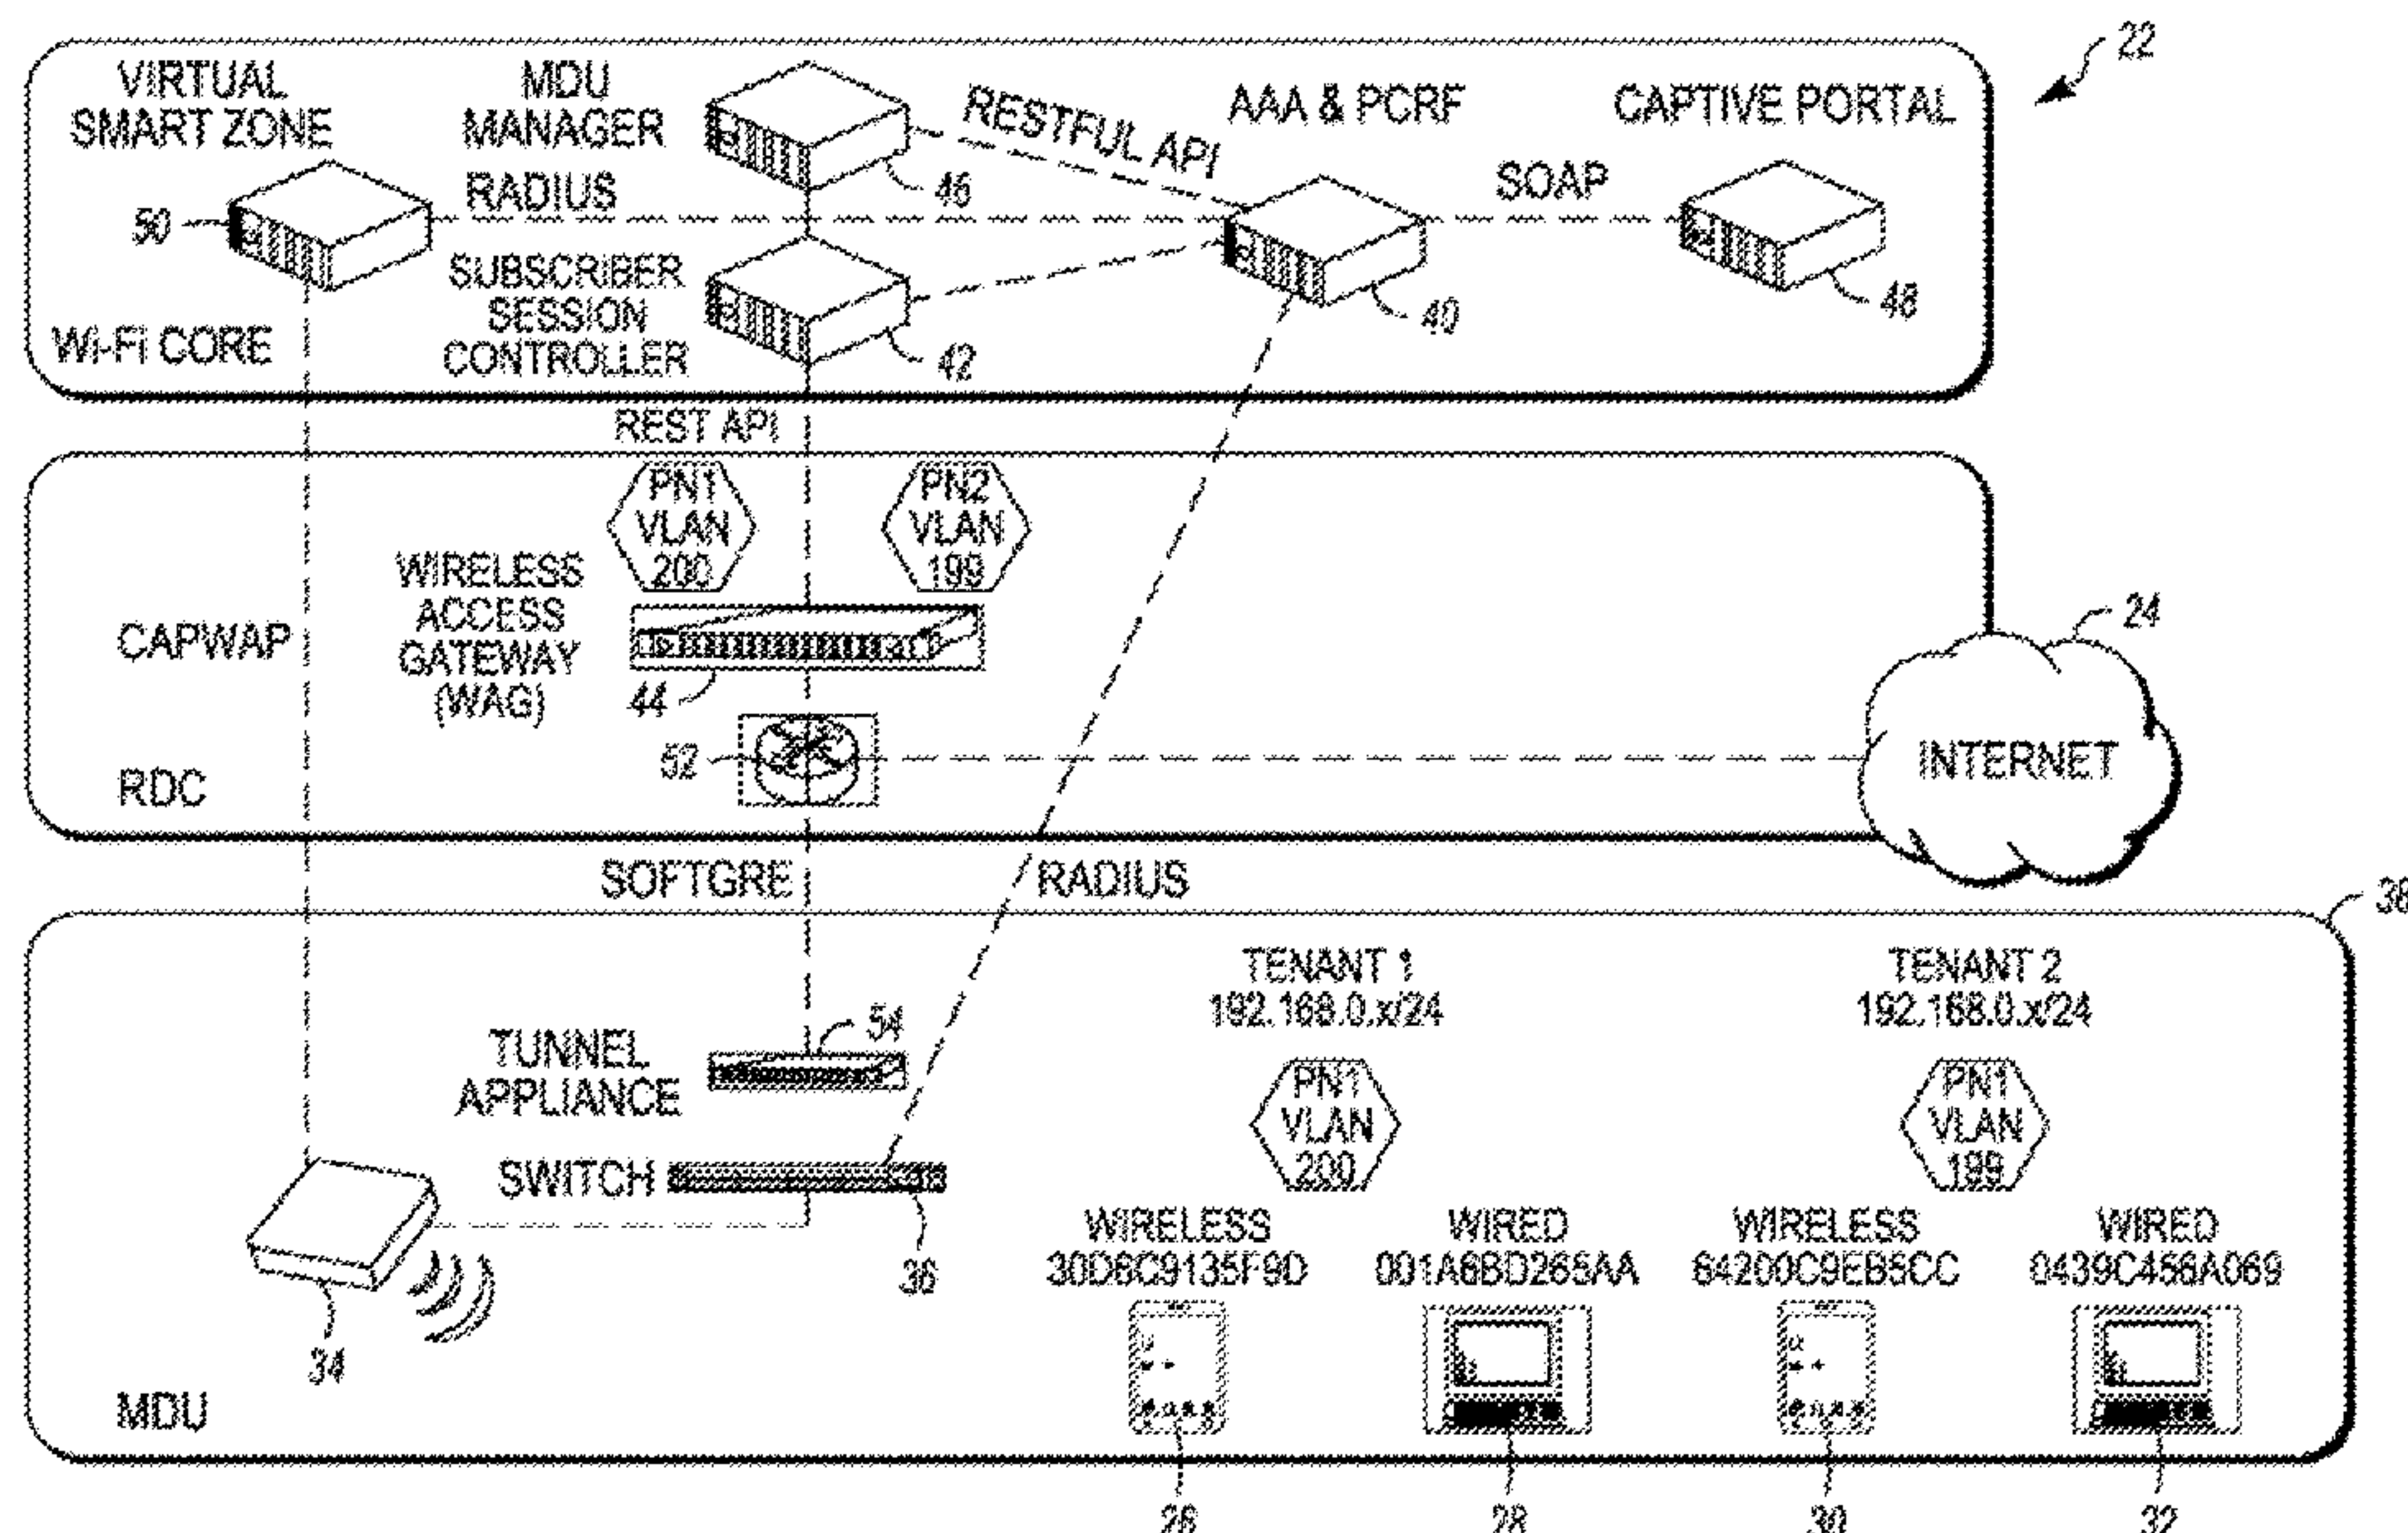 22
VIRTUAL
SMART ZONE
MDU
MANAGER
RESTFUL API
AAA & PCRF
CAPTIVE PORTAL
RADIUS
46
SOAP
50
SUBSCRIBER
SESSION
CONTROLLER
42
40
48
Wi-Fi CORE
REST API
PN1
VLAN
200
PN2
VLAN
199
CAPWAP
WIRELESS
ACCESS
GATEWAY
(WAG)
44
24
52
INTERNET
RDC
SOFTGRE
RADIUS
38
TENANT 1
192.168.0.x/24
TENANT 2
192.168.0.x/24
54
TUNNEL
APPLIANCE
PN1
VLAN
200
PN1
VLAN
199
SWITCH
36
WIRELESS
30D6C9135F9D
WIRED
001A6BD265AA
WIRELESS
64200C9EB5CC
WIRED
0439C456A069
34
MDU
26
28
30
32